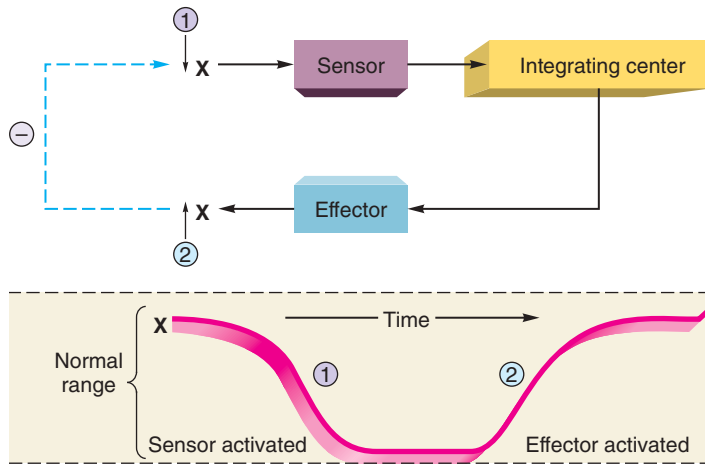 1
X
Sensor
Integrating center
–
X
Effector
2
X
Time
Normal
range
1
2
Sensor activated
Effector activated